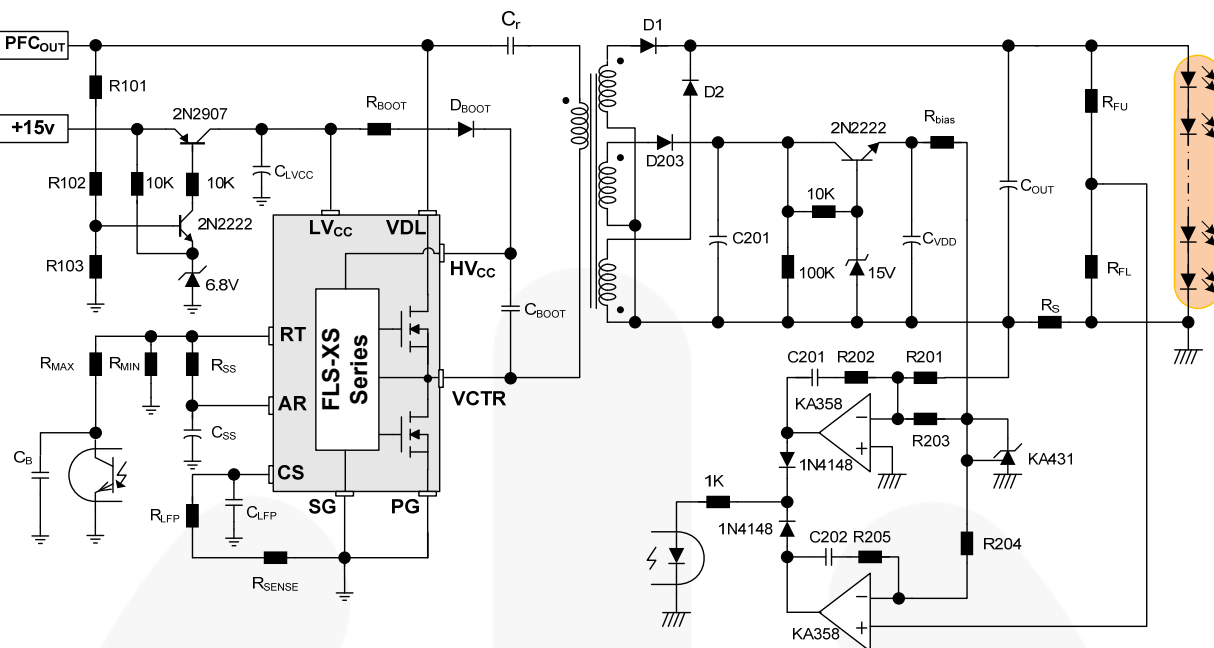 Cr
D1
PFCOUT
R101
2N2907
RBOOT
DBOOT
D2
2N2222
Rbias
RFU
+15v
D203
R102
10K
10K
CLVCC
10K
COUT
2N2222
LVCC
VDL
C201
CVDD
R103
6.8V
HVCC
100K
15V
RFL
CBOOT
RS
RT
RMAX
RMIN
RSS
FLS-XS
Series
C201
R202
R201
VCTR
KA358
AR
CSS
R203
CB
CS
1N4148
KA431
SG
PG
1K
RLFP
CLFP
1N4148
C202
R205
R204
RSENSE
KA358
−
+
−
+